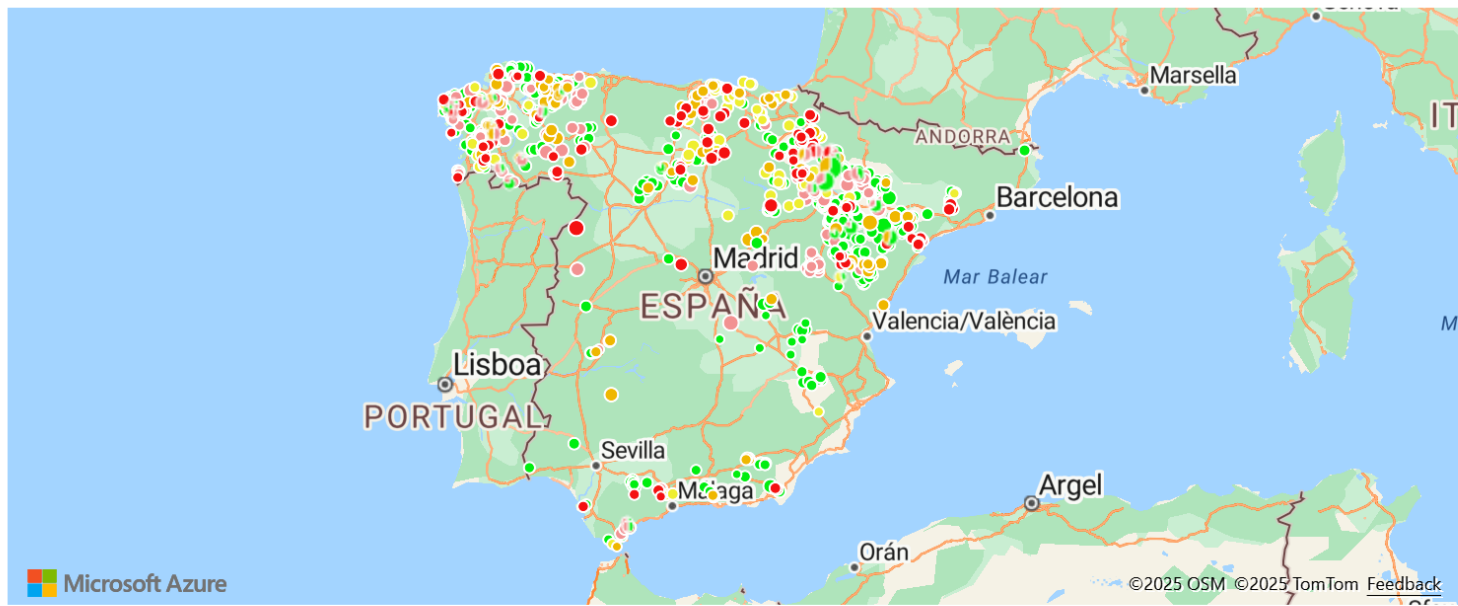 Marsella
ANDORRA
Barcelona
Madrid
Mar Balear
ESPAÑA
Valencia/València
Lisboa
PORTUGAL
Sevilla
Malaga
Argel
Orán
Microsoft Azure
©2025 OSM ©2025 TomTom Feedback